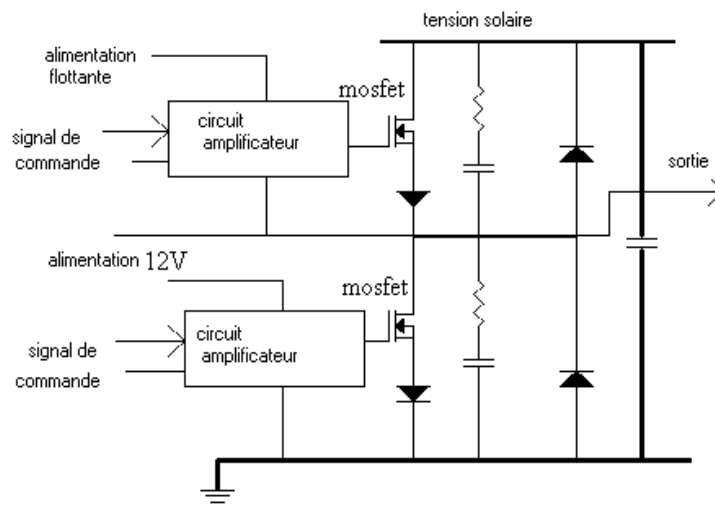 tension solaire
alimentation
flottante
mosfet
circuit
amplificateur
signal de
commande
sortie
alimentation 12V
mosfet
circuit
amplificateur
signal de
commande